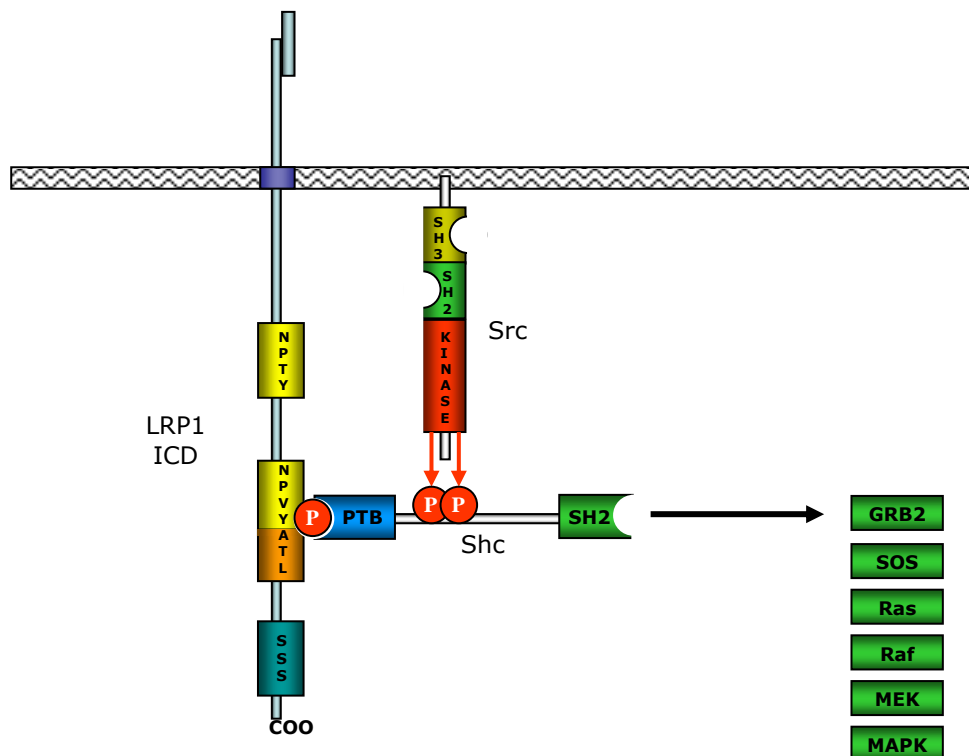 SH3
SH2
KINASE
Src
NPTY
LRP1
ICD
NPVY
ATL
P
PTB
P
P
Shc
SH2
GRB2
SOS
Ras
Raf
MEK
MAPK
SSS
COO